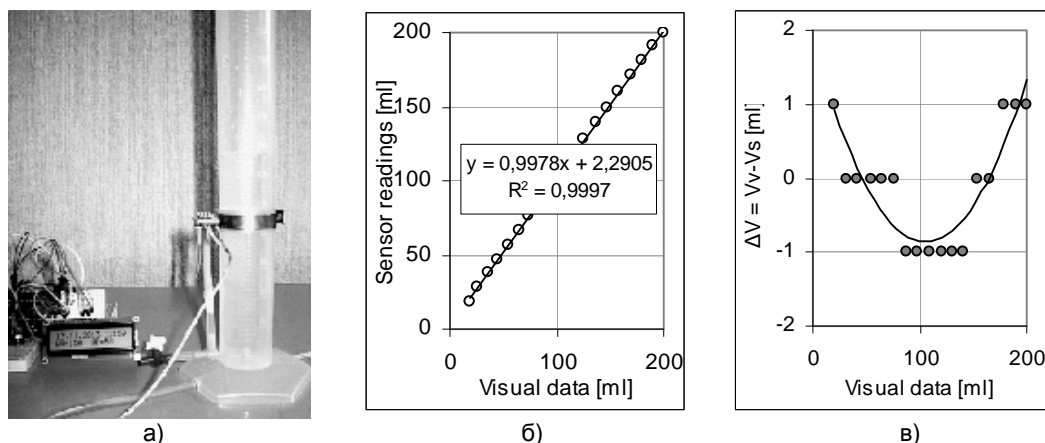 200
150
100
50
0
Sensor readings [ml]
y = 0,9978x + 2,2905
R² = 0,9997
0 100 200
Visual data [ml]
2
1
0
-1
-2
ΔV = Vv-Vs [ml]
0 100 200
Visual data [ml]
а) б) в)